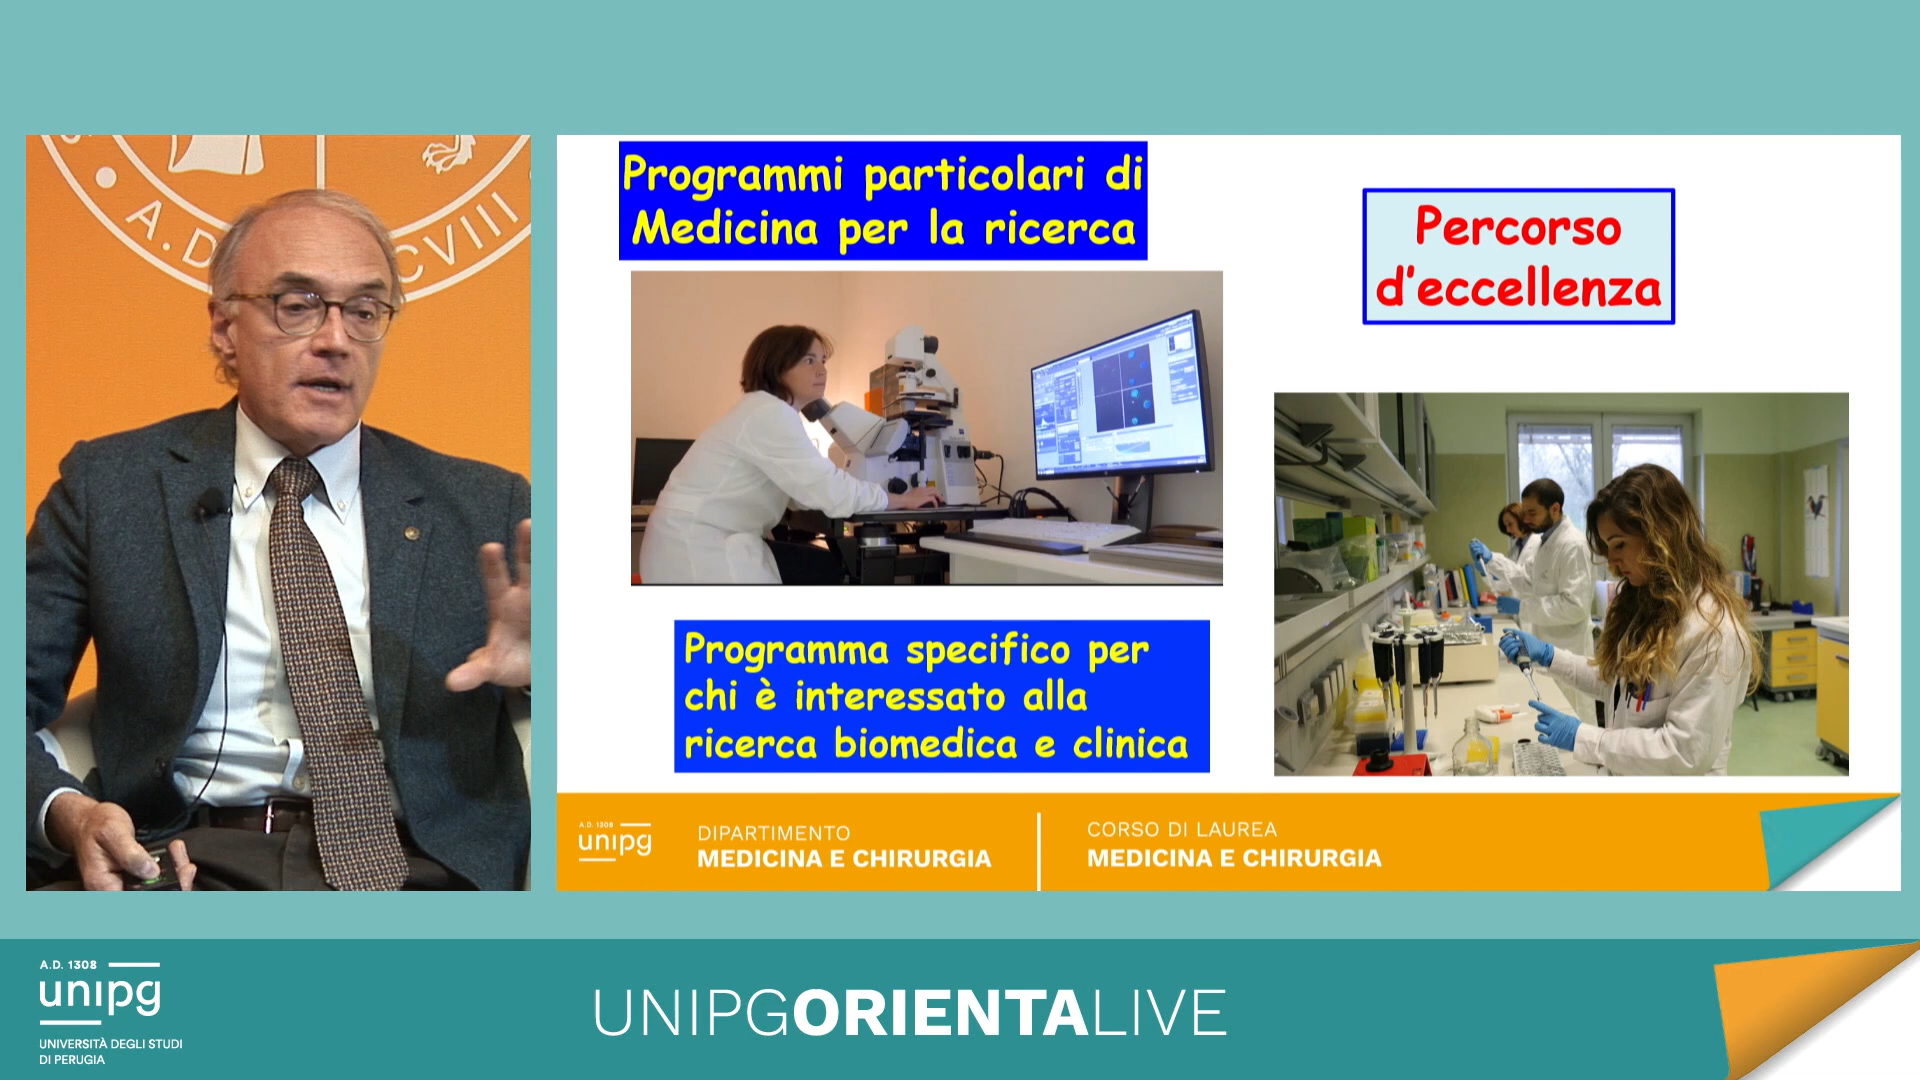 A.D.
CVIII
Programmi particolari di
Medicina per la ricerca
Percorso
d'eccellenza
Programma specifico per
chi è interessato alla
ricerca biomedica e clinica
A.D. 1308
unipg
DIPARTIMENTO
MEDICINA E CHIRURGIA
CORSO DI LAUREA
MEDICINA E CHIRURGIA
A.D. 1308
unipg
UNIVERSITÀ DEGLI STUDI
DI PERUGIA
UNIPGORIENTALIVE